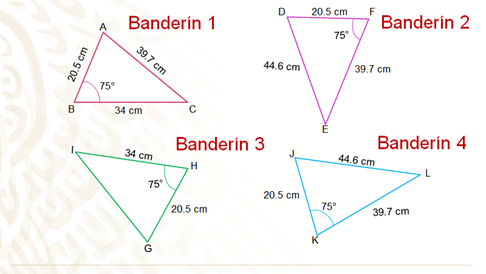 Banderín 1
A
20.5 cm
39.7 cm
75°
B
34 cm
C
Banderín 2
D
20.5 cm
F
75°
44.6 cm
39.7 cm
E
Banderín 3
I
34 cm
H
75°
20.5 cm
G
Banderín 4
J
44.6 cm
L
20.5 cm
75°
39.7 cm
K